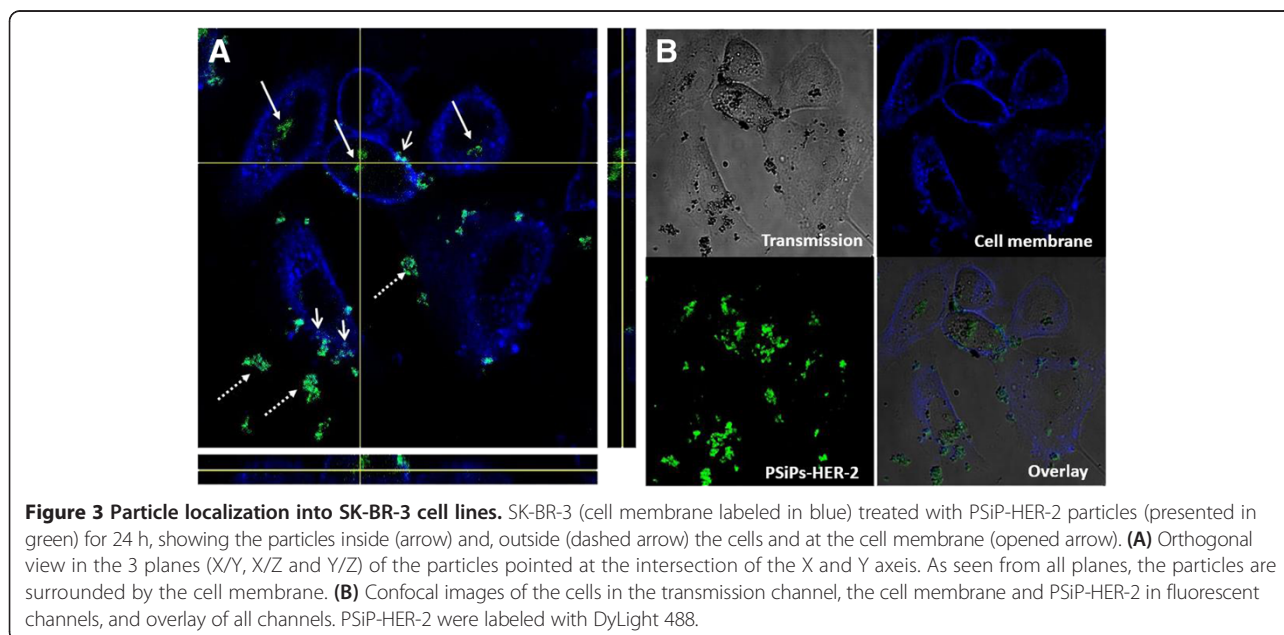 A
B
Transmission
Cell membrane
PSiPs-HER-2
Overlay
Figure 3 Particle localization into SK-BR-3 cell lines. SK-BR-3 (cell membrane labeled in blue) treated with PSiP-HER-2 particles (presented in
green) for 24 h, showing the particles inside (arrow) and, outside (dashed arrow) the cells and at the cell membrane (opened arrow). (A) Orthogonal
view in the 3 planes (X/Y, X/Z and Y/Z) of the particles pointed at the intersection of the X and Y axis. As seen from all planes, the particles are
surrounded by the cell membrane. (B) Confocal images of the cells in the transmission channel, the cell membrane and PSiP-HER-2 in fluorescent
channels, and overlay of all channels. PSiP-HER-2 were labeled with DyLight 488.